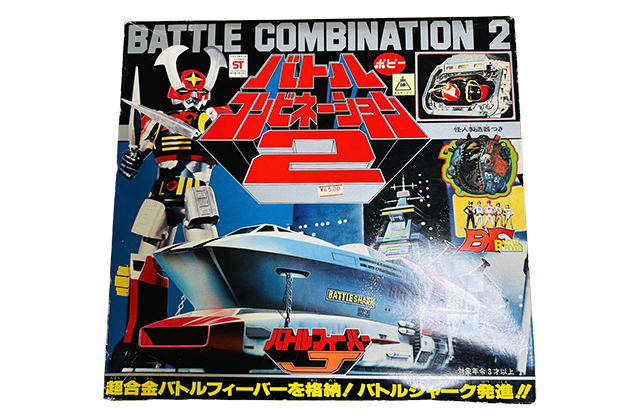 BATTLE COMBINATION 2
ST
ポピー
バトル
コンビネーション
2
怪人製造器つき
¥6500
BF
BATTLESHARK
バトルフィーバー
J
対象年令3才以上
超合金バトルフィーバーを格納!バトルシャーク発進!!